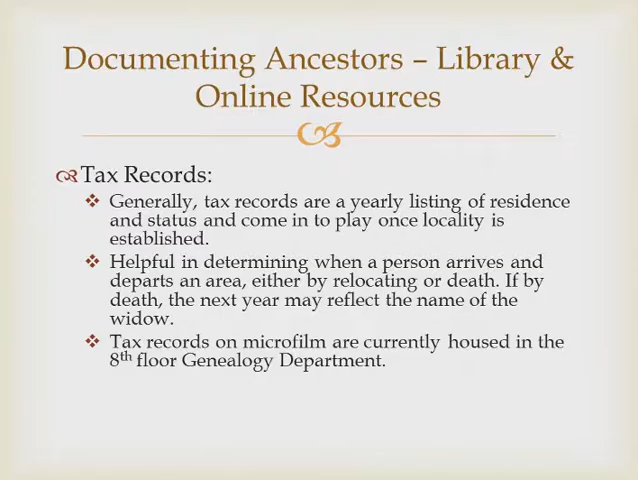 Documenting Ancestors – Library &
Online Resources
Tax Records:
Generally, tax records are a yearly listing of residence
and status and come in to play once locality is
established.
Helpful in determining when a person arrives and
departs an area, either by relocating or death. If by
death, the next year may reflect the name of the
widow.
Tax records on microfilm are currently housed in the
8th floor Genealogy Department.